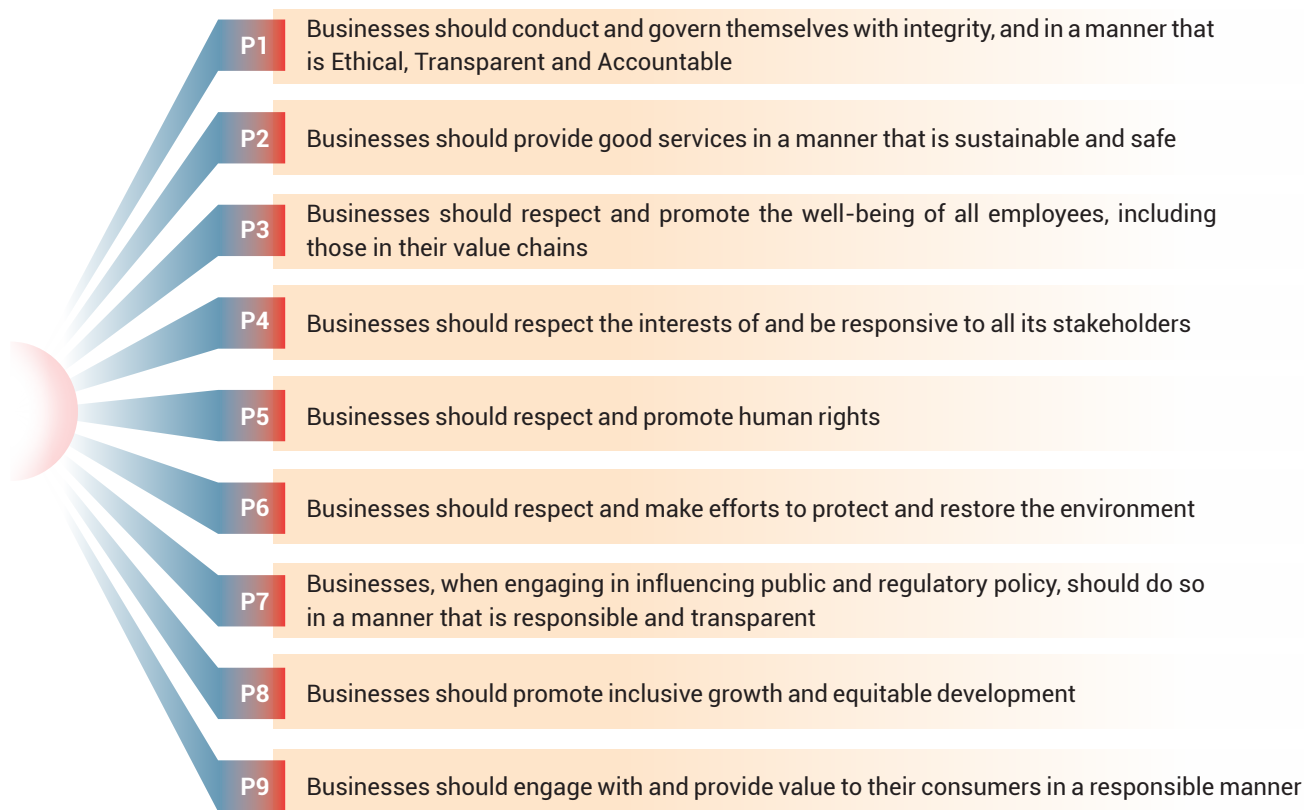 P1
Businesses should conduct and govern themselves with integrity, and in a manner that
is Ethical, Transparent and Accountable
P2
Businesses should provide good services in a manner that is sustainable and safe
P3
Businesses should respect and promote the well-being of all employees, including
those in their value chains
P4
Businesses should respect the interests of and be responsive to all its stakeholders
P5
Businesses should respect and promote human rights
P6
Businesses should respect and make efforts to protect and restore the environment
P7
Businesses, when engaging in influencing public and regulatory policy, should do so
in a manner that is responsible and transparent
P8
Businesses should promote inclusive growth and equitable development
P9
Businesses should engage with and provide value to their consumers in a responsible manner